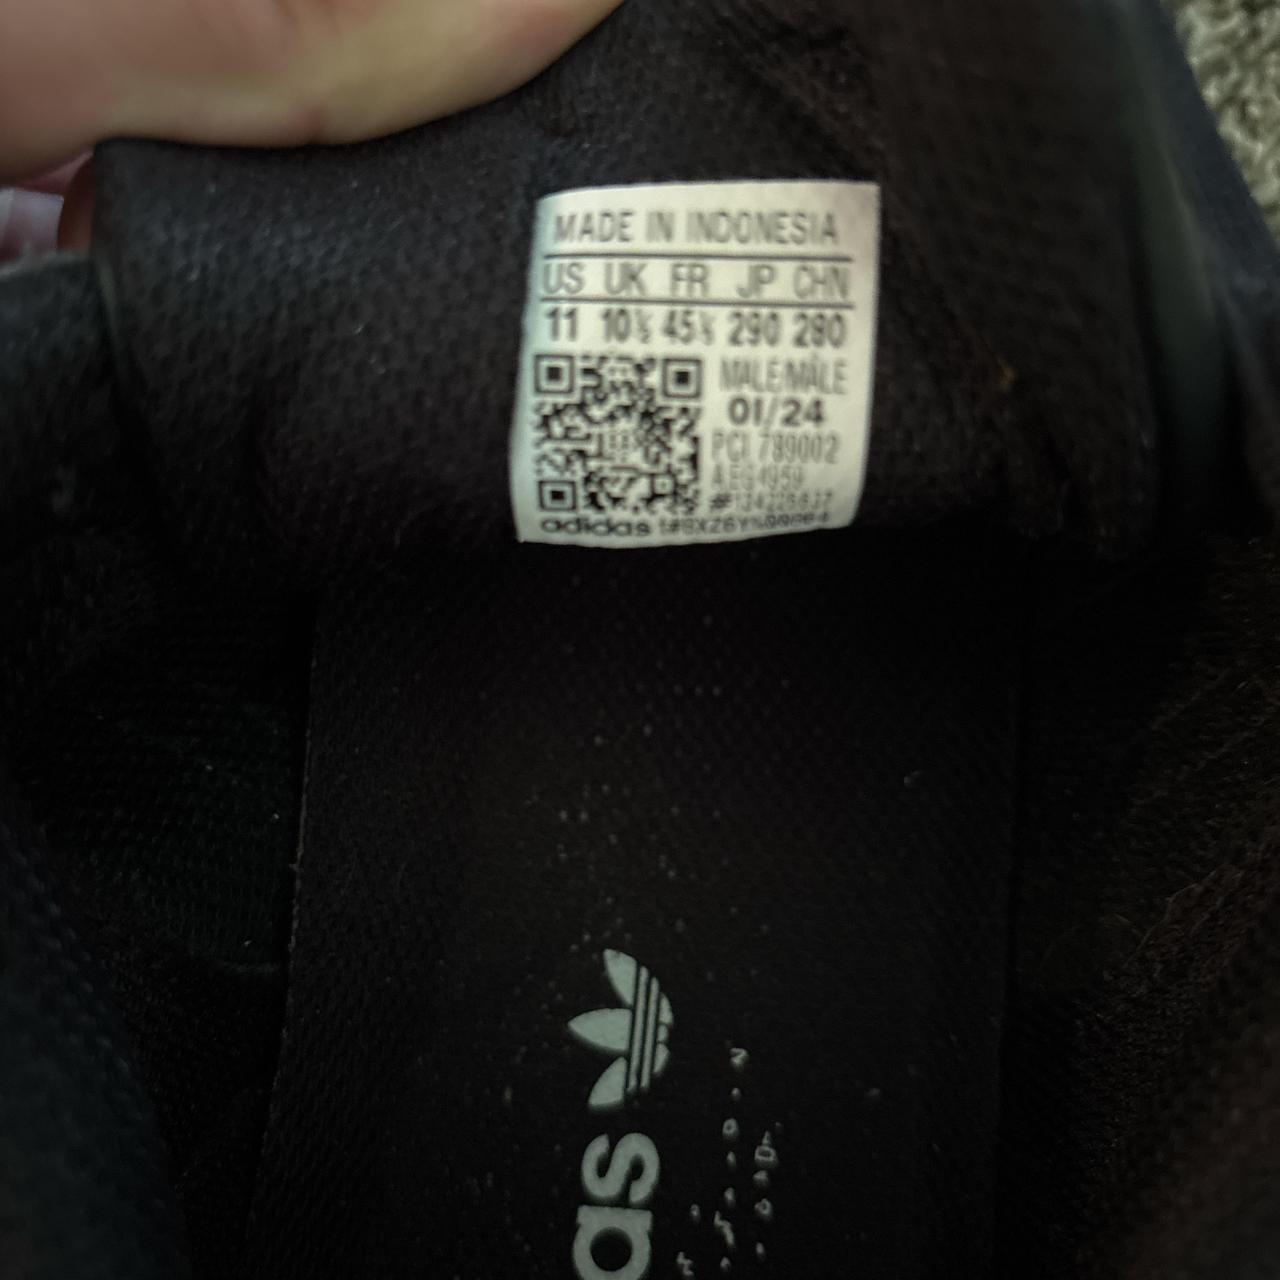 MADE IN INDONESIA
US UK FR JP CHN
11 10½ 45⅓ 290 280
MALE/MÂLE
01/24
PCI 789002
adidas
as